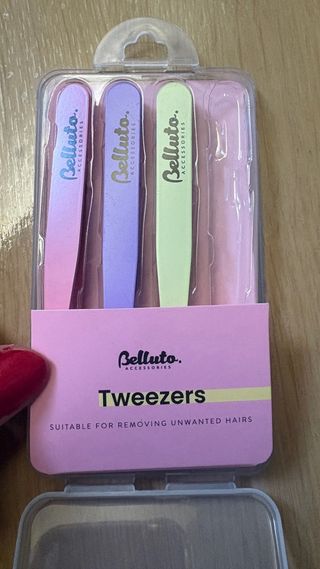 Belluto.
ACCESSORIES
Belluto.
ACCESSORIES
Belluto.
ACCESSORIES
Belluto.
ACCESSORIES
Tweezers
SUITABLE FOR REMOVING UNWANTED HAIRS